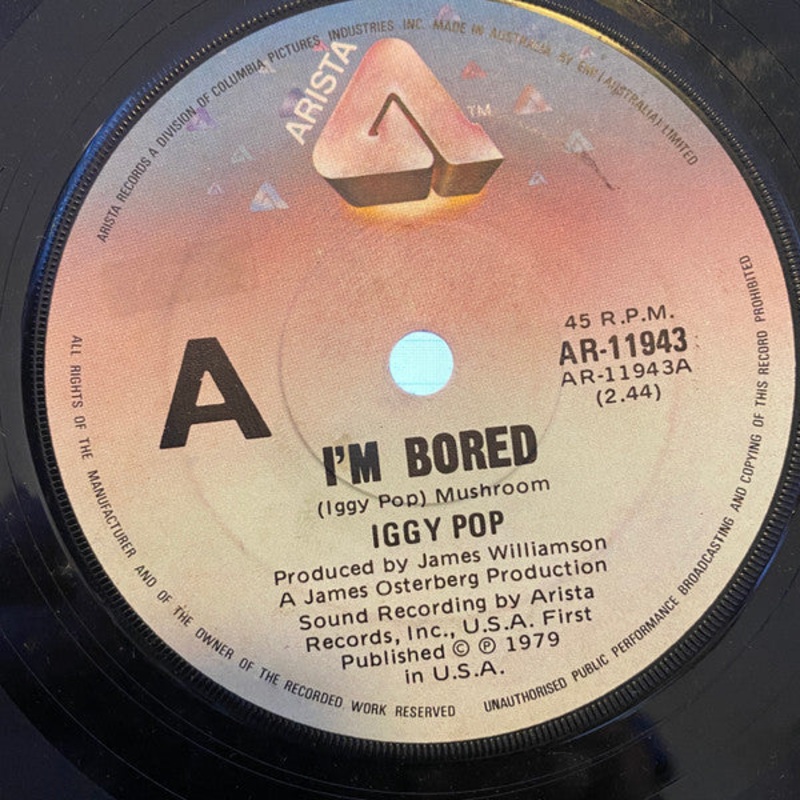 ARISTA RECORDS A DIVISION OF COLUMBIA PICTURES INDUSTRIES INC. MADE IN AUSTRALIA BY EMI (AUSTRALIA) LIMITED
ARISTA
TM
45 R.P.M.
AR-11943
AR-11943A
(2.44)
A
I'M BORED
(Iggy Pop) Mushroom
IGGY POP
Produced by James Williamson
A James Osterberg Production
Sound Recording by Arista
Records, Inc., U.S.A. First
Published © ℗ 1979
in U.S.A.
ALL RIGHTS OF THE MANUFACTURER AND OF THE OWNER OF THE RECORDED WORK RESERVED
UNAUTHORISED PUBLIC PERFORMANCE BROADCASTING AND COPYING OF THIS RECORD PROHIBITED